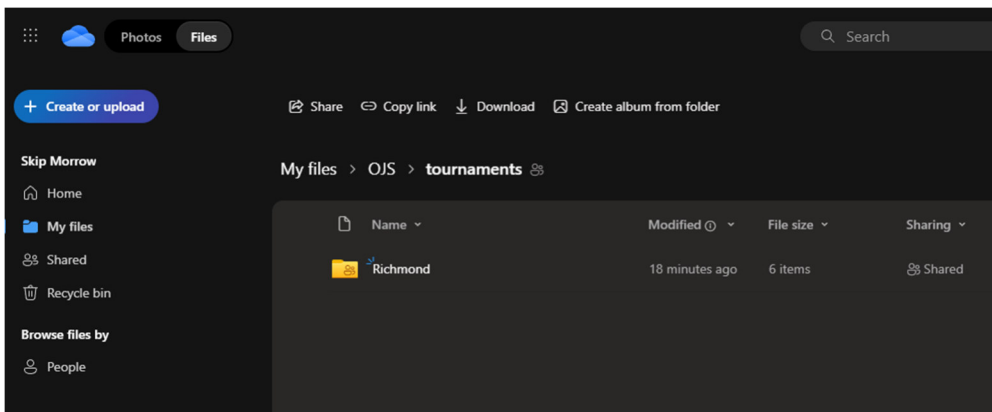 Photos Files
Search
Create or upload
Share Copy link Download Create album from folder
Skip Morrow
My files > OJS > tournaments
Home
My files
Name Modified File size Sharing
Shared
Richmond 18 minutes ago 6 items Shared
Recycle bin
Browse files by
People